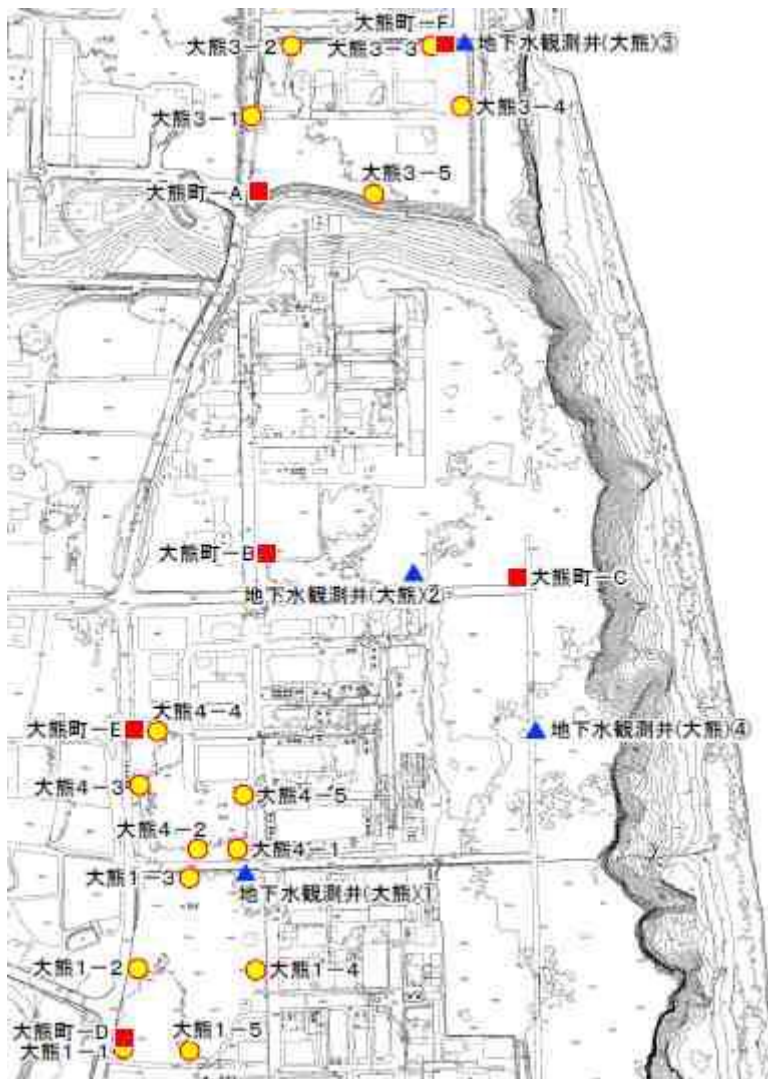 大熊町-F
大熊3-2
大熊3-3
地下水観測井(大熊)③
大熊3-1
大熊3-4
大熊町-A
大熊3-5
大熊町-B
地下水観測井(大熊)②
大熊町-C
大熊町-E
大熊4-4
地下水観測井(大熊)④
大熊4-3
大熊4-5
大熊4-2
大熊4-1
大熊1-3
地下水観測井(大熊)①
大熊1-2
大熊1-4
大熊町-D
大熊1-1
大熊1-5